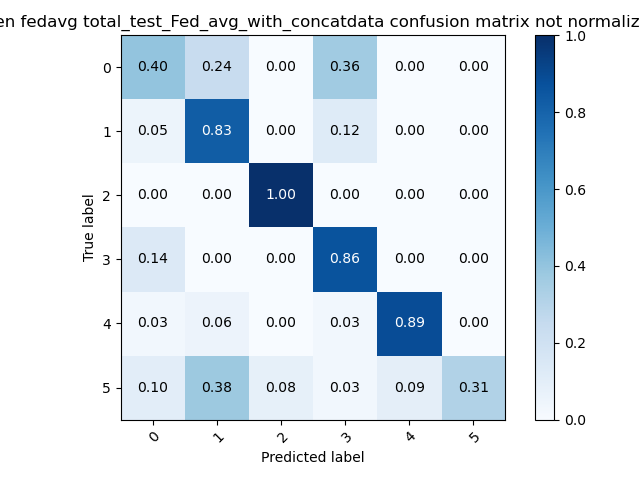 en fedavg total_test_Fed_avg_with_concatdata confusion matrix not normaliz
0 0.40 0.24 0.00 0.36 0.00 0.00
1 0.05 0.83 0.00 0.12 0.00 0.00
2 0.00 0.00 1.00 0.00 0.00 0.00
3 0.14 0.00 0.00 0.86 0.00 0.00
4 0.03 0.06 0.00 0.03 0.89 0.00
5 0.10 0.38 0.08 0.03 0.09 0.31
0 1 2 3 4 5
True label
Predicted label
1.0
0.8
0.6
0.4
0.2
0.0